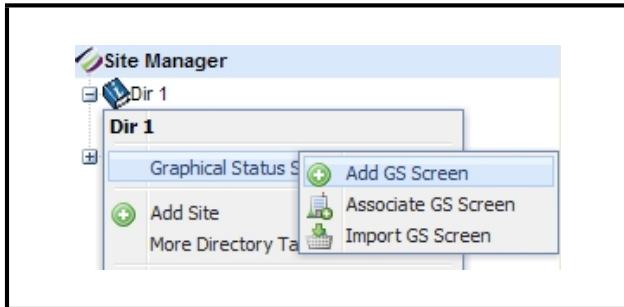 Site Manager
Dir 1
Dir 1
Graphical Status S
Add GS Screen
Associate GS Screen
Import GS Screen
Add Site
More Directory Ta